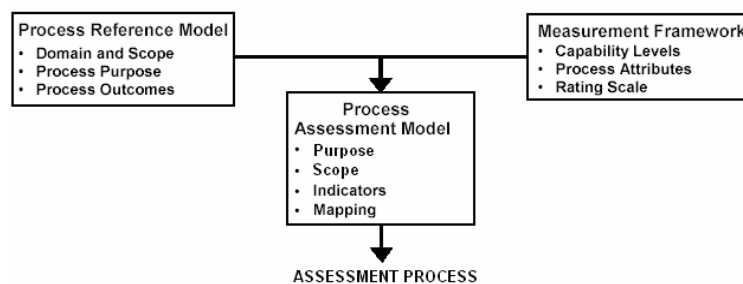 Process Reference Model
• Domain and Scope
• Process Purpose
• Process Outcomes
Measurement Framework
• Capability Levels
• Process Attributes
• Rating Scale
Process
Assessment Model
• Purpose
• Scope
• Indicators
• Mapping
ASSESSMENT PROCESS